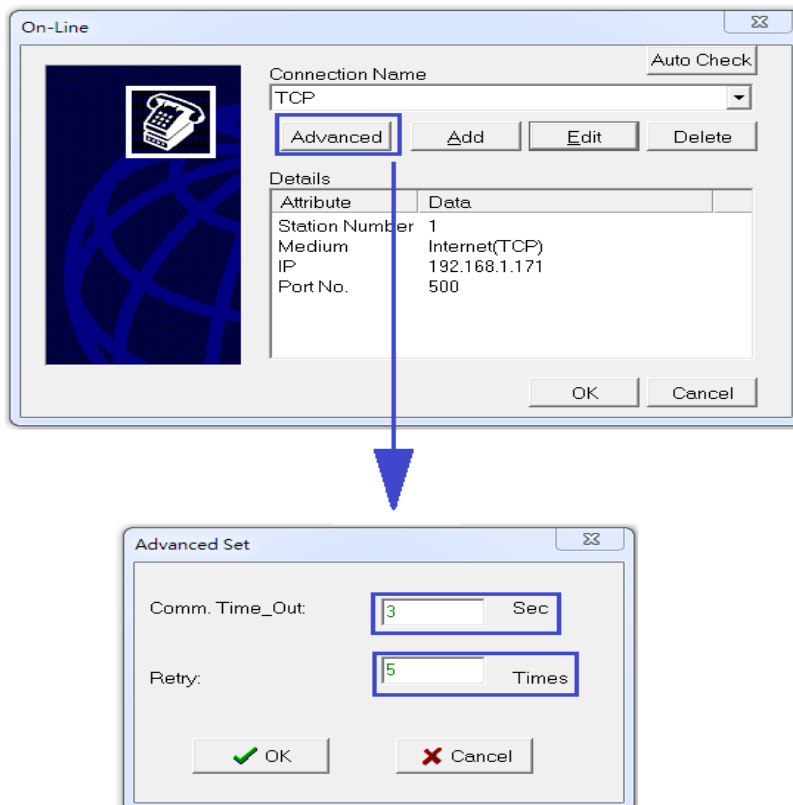 On-Line
Auto Check
Connection Name
TCP
Advanced Add Edit Delete
Details
Attribute Data
Station Number 1
Medium Internet(TCP)
IP 192.168.1.171
Port No. 500
OK Cancel
Advanced Set
Comm. Time_Out: 3 Sec
Retry: 5 Times
OK Cancel